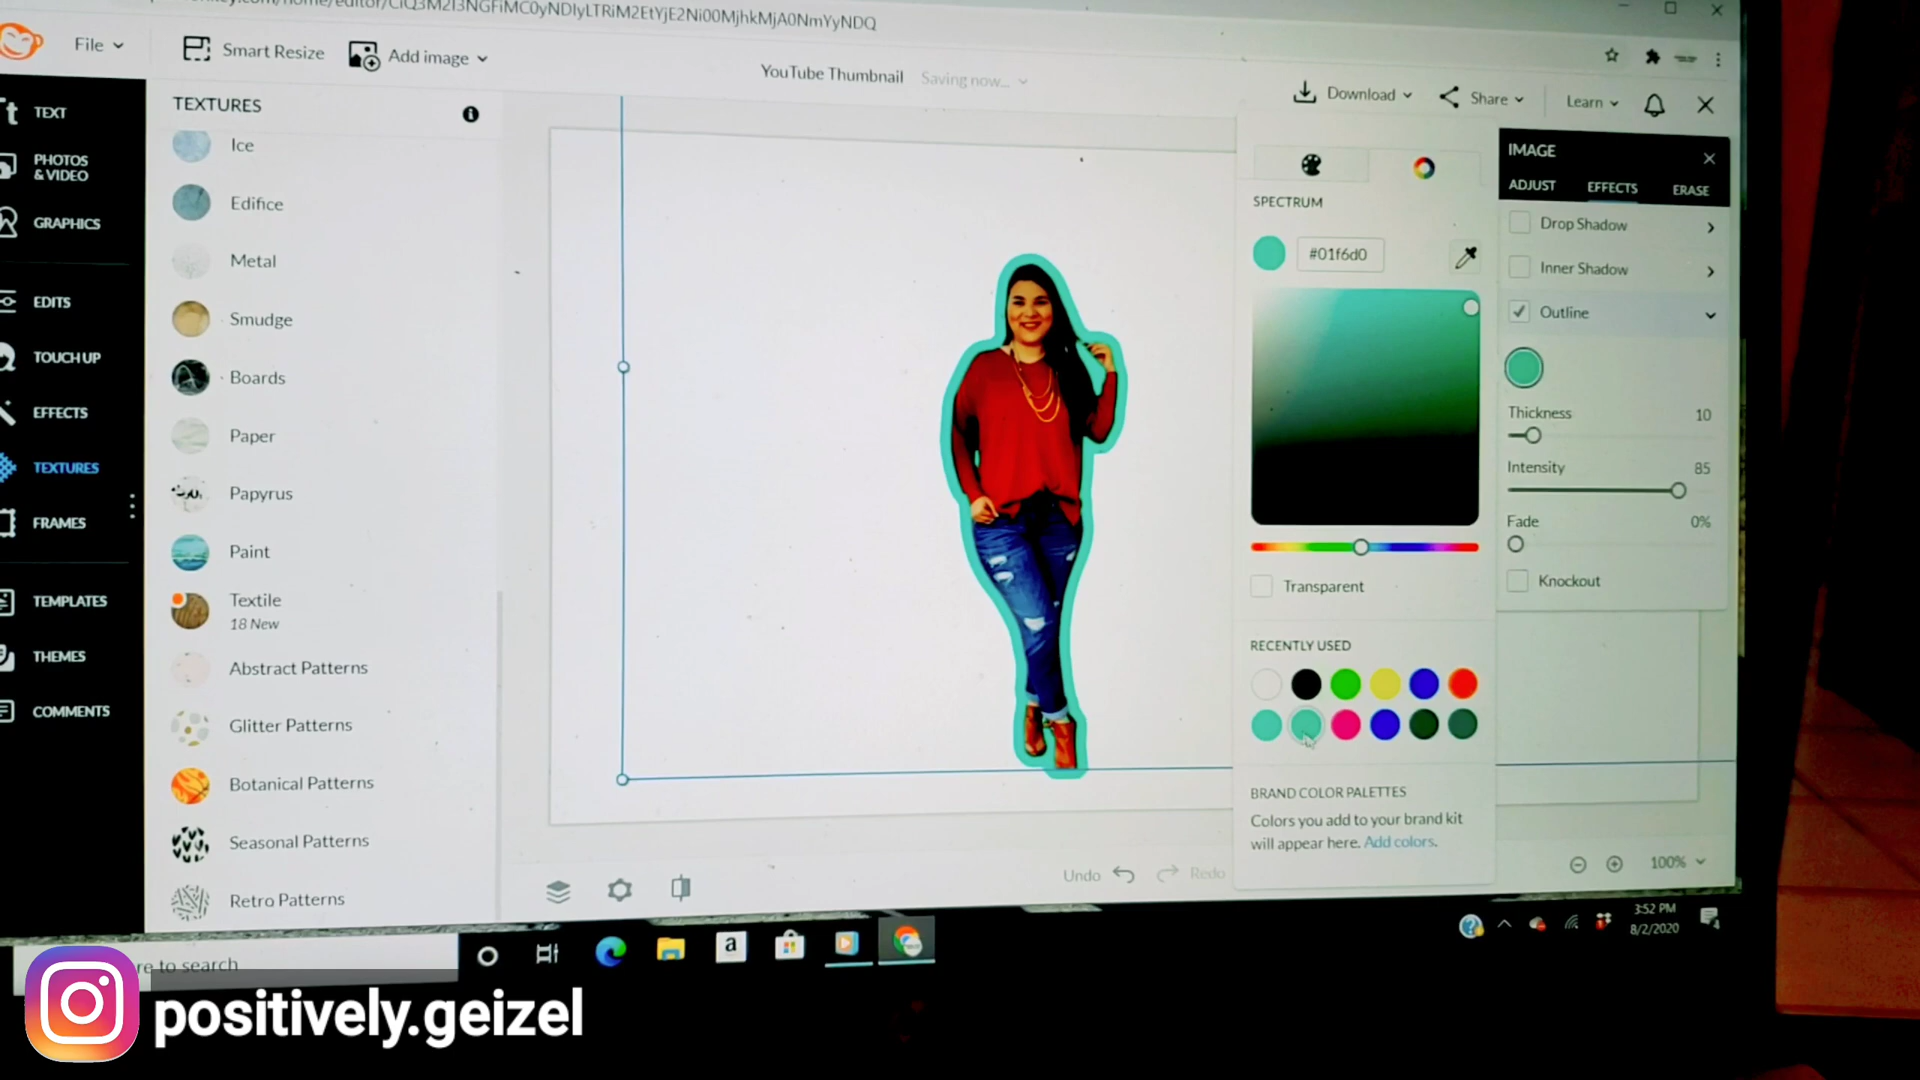 File
Smart Resize
Add image
YouTube Thumbnail
Saving now...
Download
Share
Learn
TEXT
PHOTOS
& VIDEO
GRAPHICS
EDITS
TOUCH UP
EFFECTS
TEXTURES
FRAMES
TEMPLATES
THEMES
COMMENTS
TEXTURES
Ice
Edifice
Metal
Smudge
Boards
Paper
Papyrus
Paint
Textile
18 New
Abstract Patterns
Glitter Patterns
Botanical Patterns
Seasonal Patterns
Retro Patterns
SPECTRUM
#01f6d0
Transparent
RECENTLY USED
BRAND COLOR PALETTES
Colors you add to your brand kit
will appear here. Add colors.
IMAGE
ADJUST EFFECTS ERASE
Drop Shadow
Inner Shadow
Outline
Thickness 10
Intensity 85
Fade 0%
Knockout
Undo
Redo
100%
3:52 PM
8/2/2020
re to search
positively.geizel